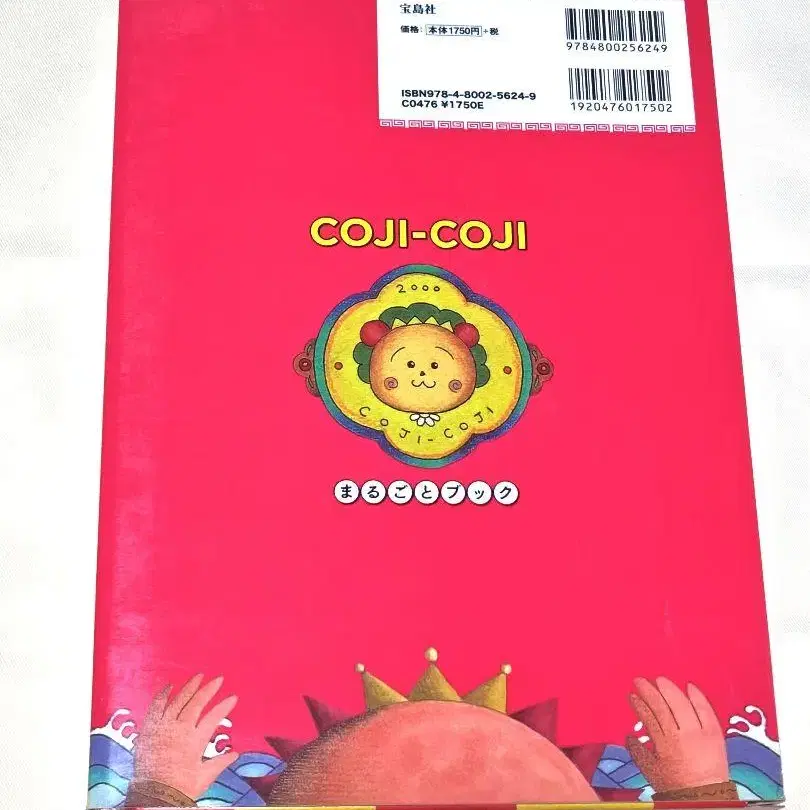 宝島社
価格：本体1750円+税
9784800256249
ISBN978-4-8002-5624-9
C0476 ¥1750E
1920476017502
COJI-COJI
2000
COJI-COJI
まるごとブック